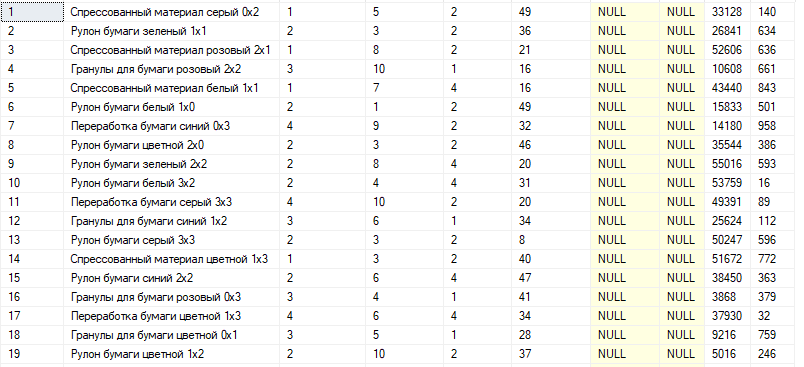 1 Спрессованный материал серый 0x2 1 5 2 49 NULL NULL 33128 140
2 Рулон бумаги зеленый 1x1 2 3 2 36 NULL NULL 26841 634
3 Спрессованный материал розовый 2x1 1 8 2 21 NULL NULL 52606 636
4 Гранулы для бумаги розовый 2x2 3 10 1 16 NULL NULL 10608 661
5 Спрессованный материал белый 1x1 1 7 4 16 NULL NULL 43440 843
6 Рулон бумаги белый 1x0 2 1 2 49 NULL NULL 15833 501
7 Переработка бумаги синий 0x3 4 9 2 32 NULL NULL 14180 958
8 Рулон бумаги цветной 2x0 2 3 2 46 NULL NULL 35544 386
9 Рулон бумаги зеленый 2x2 2 8 4 20 NULL NULL 55016 593
10 Рулон бумаги белый 3x2 2 4 4 31 NULL NULL 53759 16
11 Переработка бумаги серый 3x3 4 10 2 20 NULL NULL 49391 89
12 Гранулы для бумаги синий 1x2 3 6 1 34 NULL NULL 25624 112
13 Рулон бумаги серый 3x3 2 3 2 8 NULL NULL 50247 596
14 Спрессованный материал цветной 1x3 1 3 2 40 NULL NULL 51672 772
15 Рулон бумаги синий 2x2 2 6 4 47 NULL NULL 38450 363
16 Гранулы для бумаги розовый 0x3 3 4 1 41 NULL NULL 3868 379
17 Переработка бумаги цветной 1x3 4 6 4 34 NULL NULL 37930 32
18 Гранулы для бумаги цветной 0x1 3 5 1 28 NULL NULL 9216 759
19 Рулон бумаги цветной 1x2 2 10 2 37 NULL NULL 5016 246